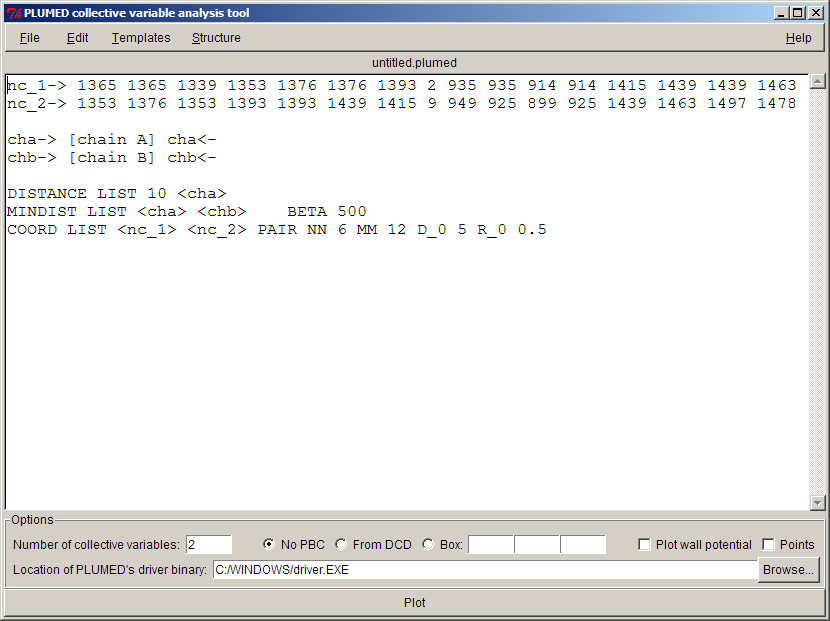 PLUMED collective variable analysis tool
File Edit Templates Structure Help
untitled.plumed
nc_1-> 1365 1365 1339 1353 1376 1376 1393 2 935 935 914 914 1415 1439 1439 1463
nc_2-> 1353 1376 1353 1393 1393 1439 1415 9 949 925 899 925 1439 1463 1497 1478
cha-> [chain A] cha<-
chb-> [chain B] chb<-
DISTANCE LIST 10 <cha>
MINDIST LIST <cha> <chb> BETA 500
COORD LIST <nc_1> <nc_2> PAIR NN 6 MM 12 D_0 5 R_0 0.5
Options
Number of collective variables: 2 No PBC From DCD Box: Plot wall potential Points
Location of PLUMED's driver binary: C:/WINDOWS/driver.EXE Browse...
Plot